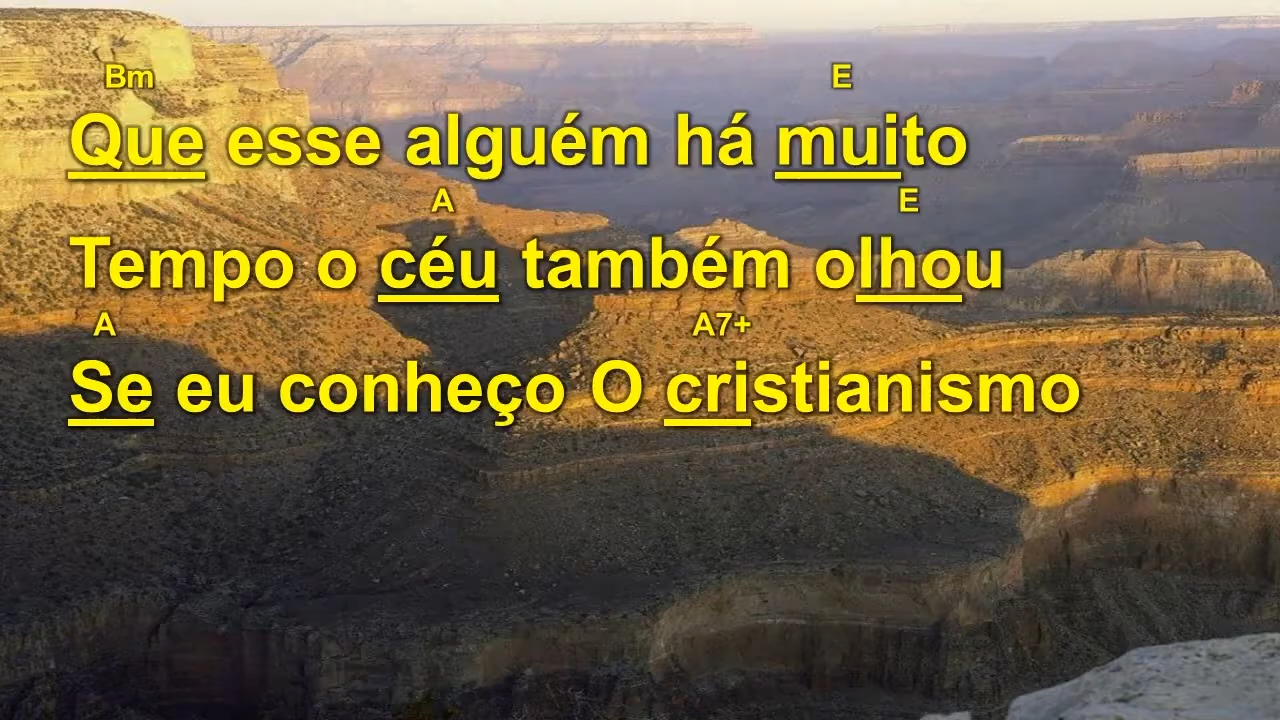 Bm E
Que esse alguém há muito
A E
Tempo o céu também olhou
A A7+
Se eu conheço O cristianismo